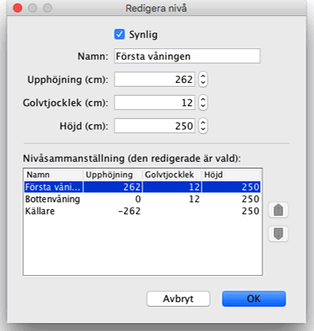 Redigera nivå
Synlig
Namn: Första våningen
Upphöjning (cm): 262
Golvtjocklek (cm): 12
Höjd (cm): 250
Nivåsammanställning (den redigerade är vald):
Namn Upphöjning Golvtjocklek Höjd
Första våni... 262 12 250
Bottenvåning 0 12 250
Källare -262 250
Avbryt OK